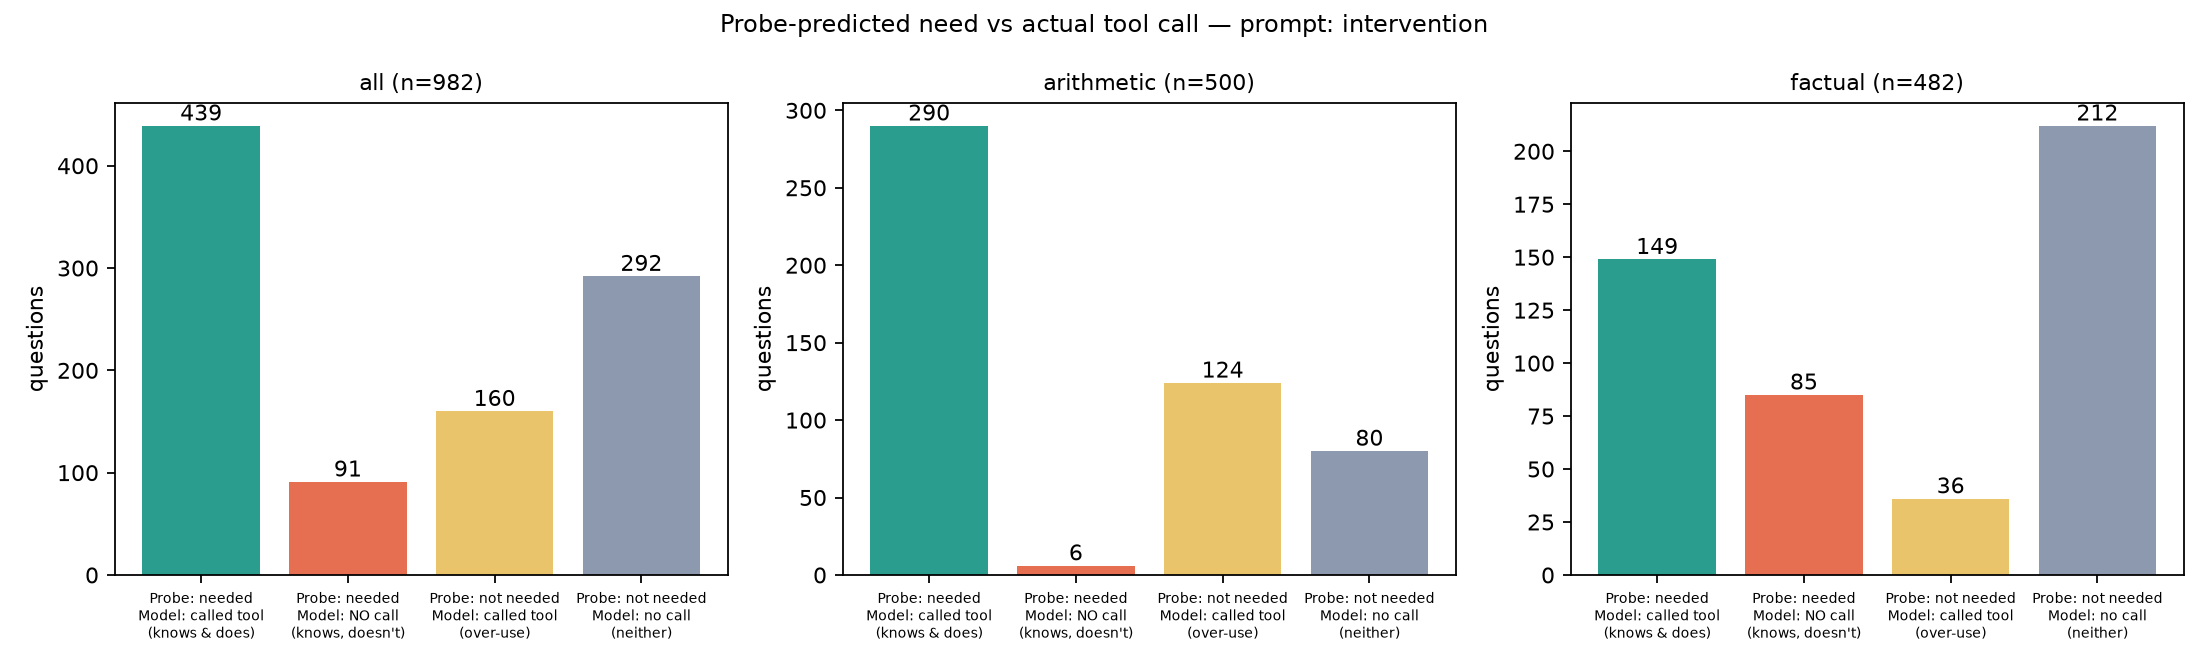 Probe-predicted need vs actual tool call — prompt: intervention
all (n=982)
questions
400
300
200
100
0
439
91
160
292
Probe: needed
Model: called tool
(knows & does)
Probe: needed
Model: NO call
(knows, doesn't)
Probe: not needed
Model: called tool
(over-use)
Probe: not needed
Model: no call
(neither)
arithmetic (n=500)
questions
300
250
200
150
100
50
0
290
6
124
80
Probe: needed
Model: called tool
(knows & does)
Probe: needed
Model: NO call
(knows, doesn't)
Probe: not needed
Model: called tool
(over-use)
Probe: not needed
Model: no call
(neither)
factual (n=482)
questions
200
175
150
125
100
75
50
25
0
149
85
36
212
Probe: needed
Model: called tool
(knows & does)
Probe: needed
Model: NO call
(knows, doesn't)
Probe: not needed
Model: called tool
(over-use)
Probe: not needed
Model: no call
(neither)